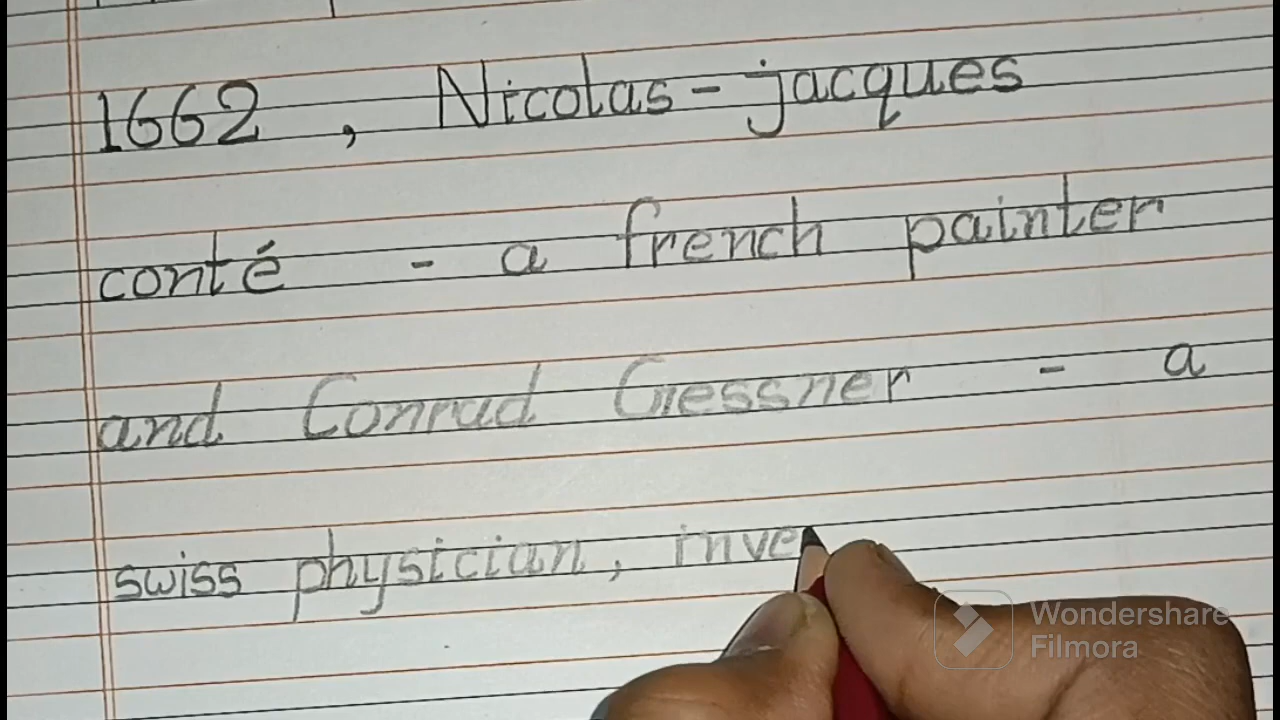 1662 , Nicolas - jacques
conté - a french painter
and Conrad Gessner - a
swiss physician, inve
Wondershare
Filmora